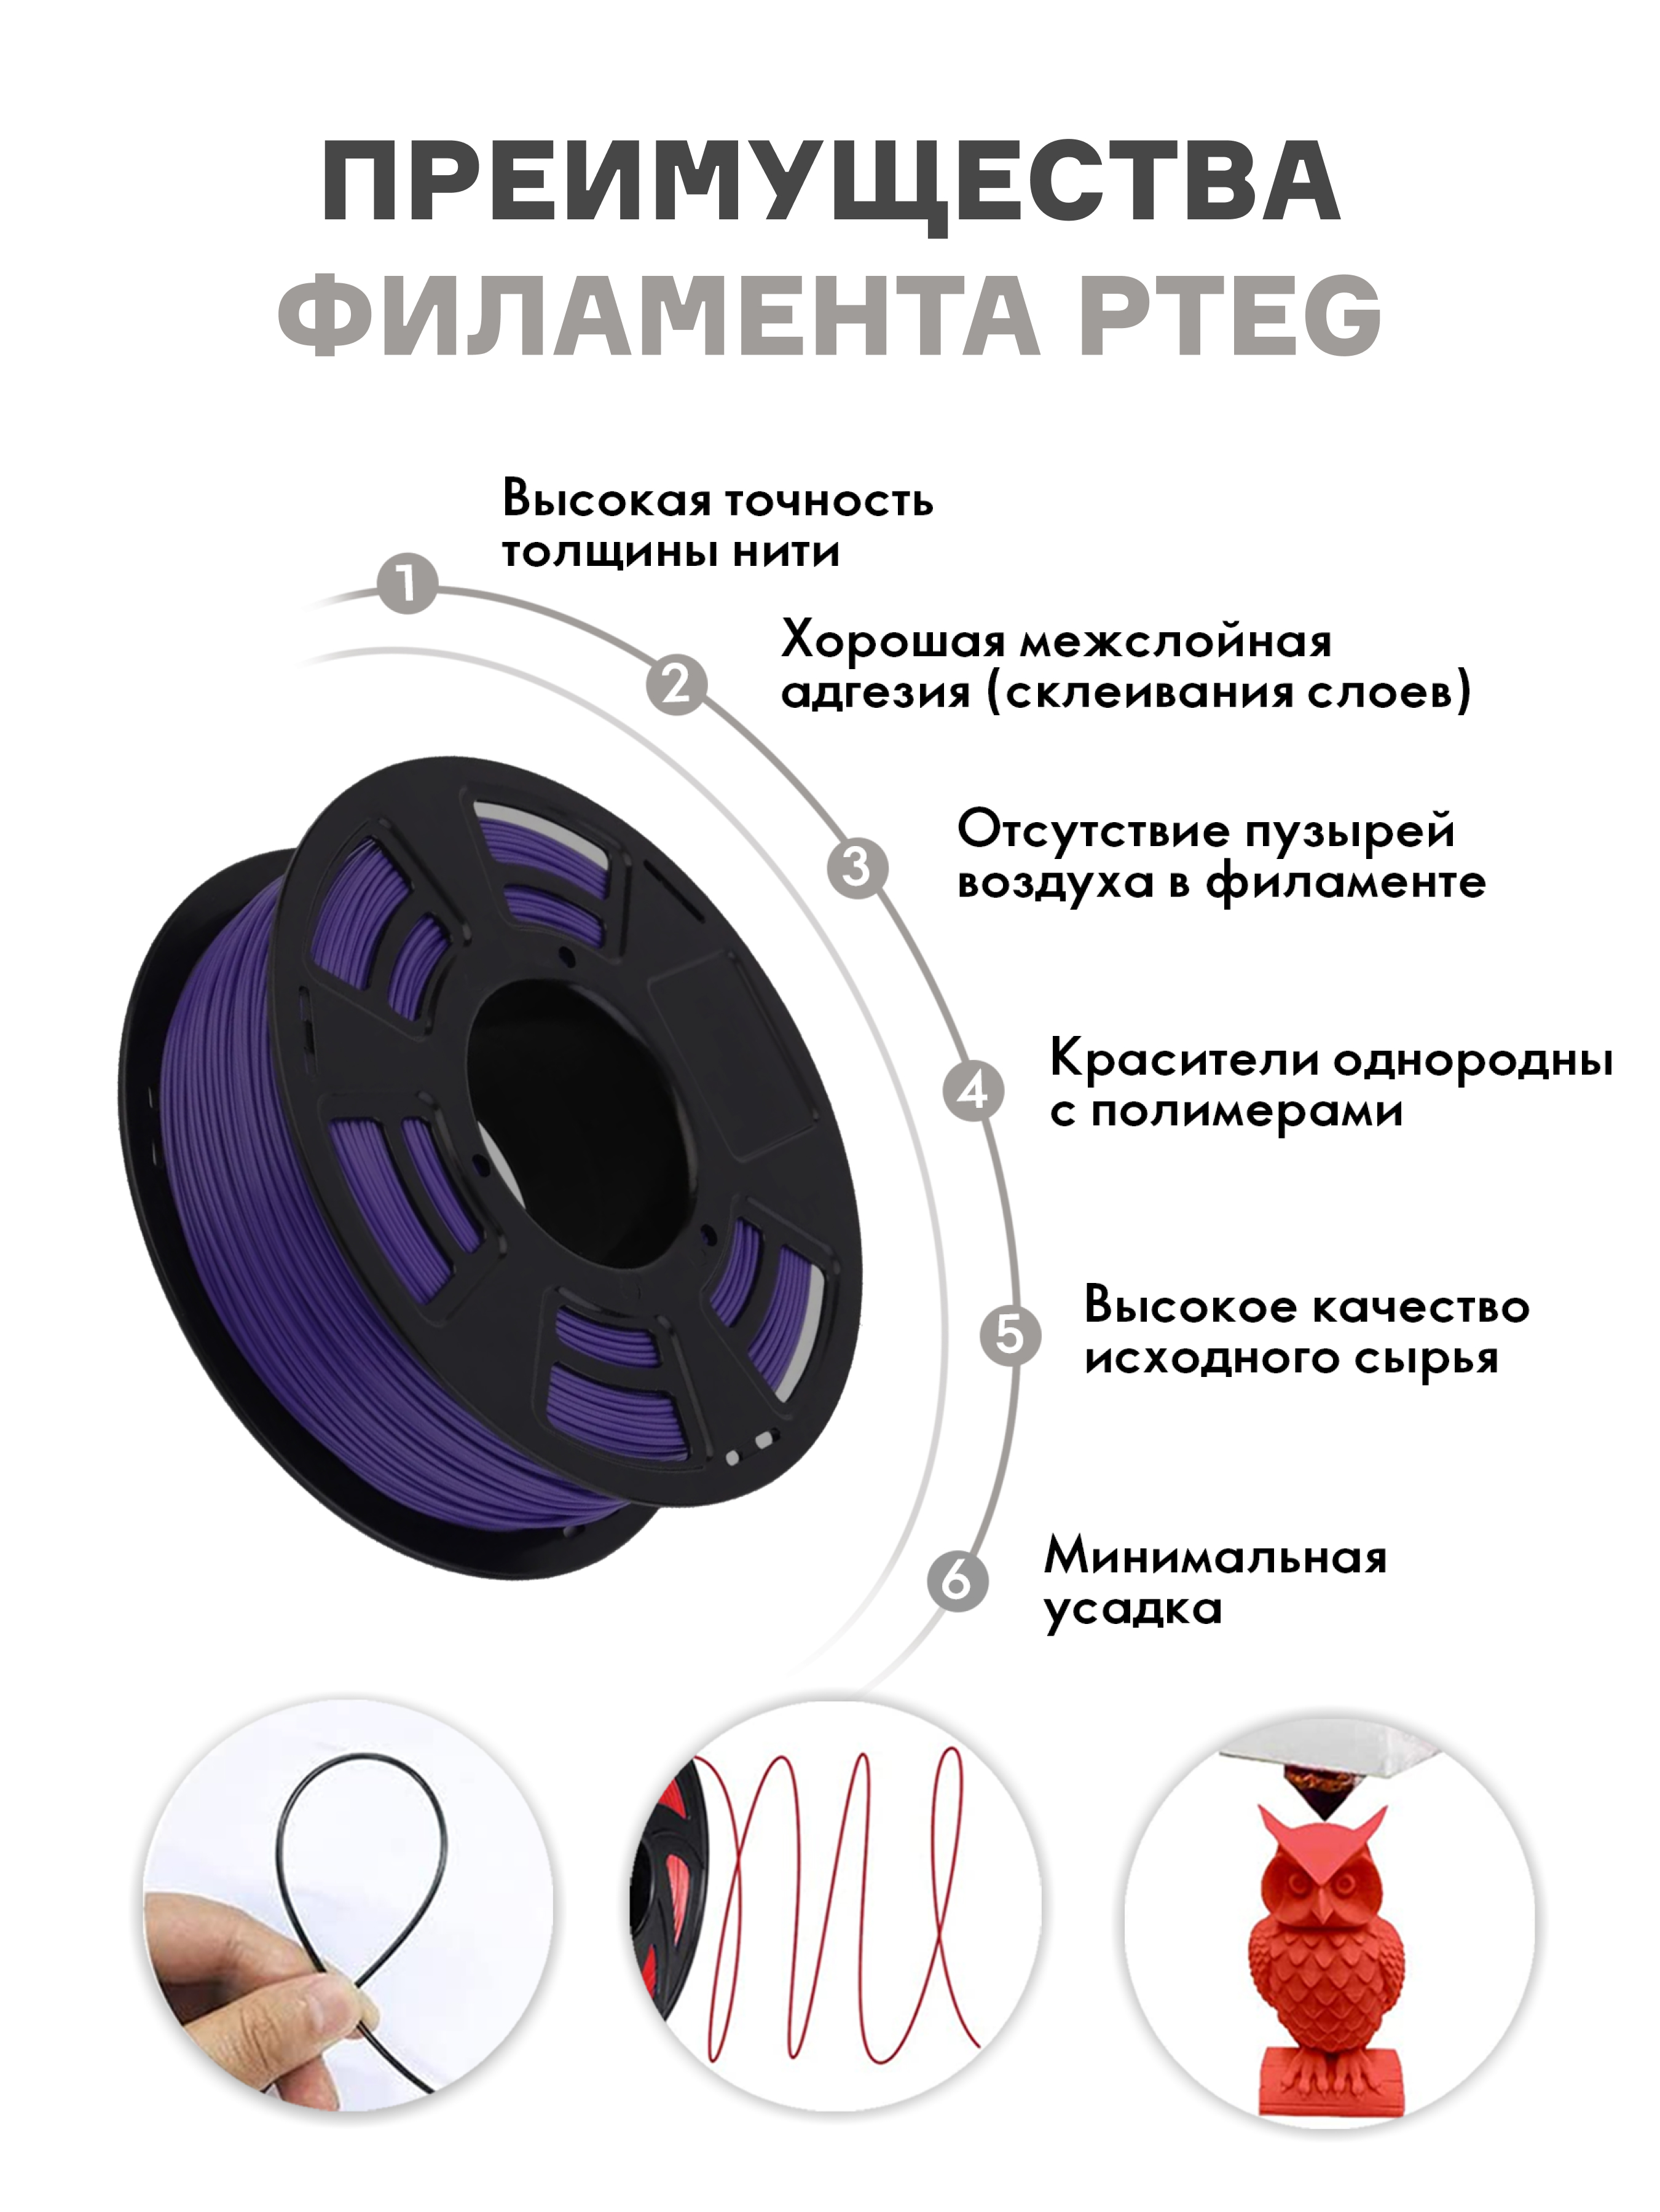 ПРЕИМУЩЕСТВА
ФИЛАМЕНТА PTEG
1
Высокая точность
толщины нити
2
Хорошая межслойная
адгезия (склеивания слоев)
3
Отсутствие пузырей
воздуха в филаменте
4
Красители однородны
с полимерами
5
Высокое качество
исходного сырья
6
Минимальная
усадка